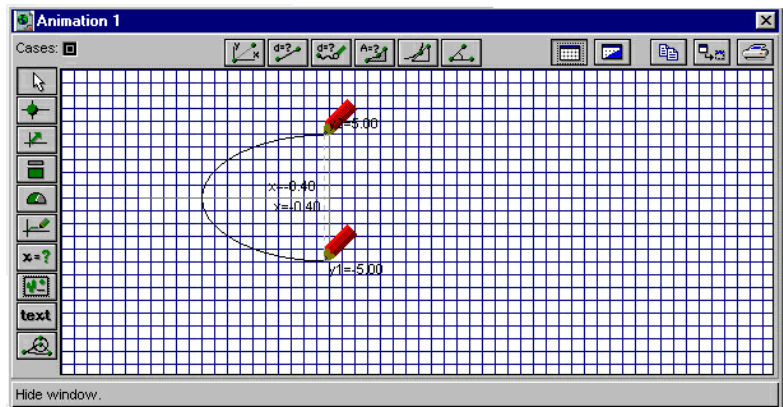 Animation 1
Cases:
y x
d=?
d=?
A=?
x=?
text
=5.00
x=-0.40
x=-0.40
y1=-5.00
Hide window.